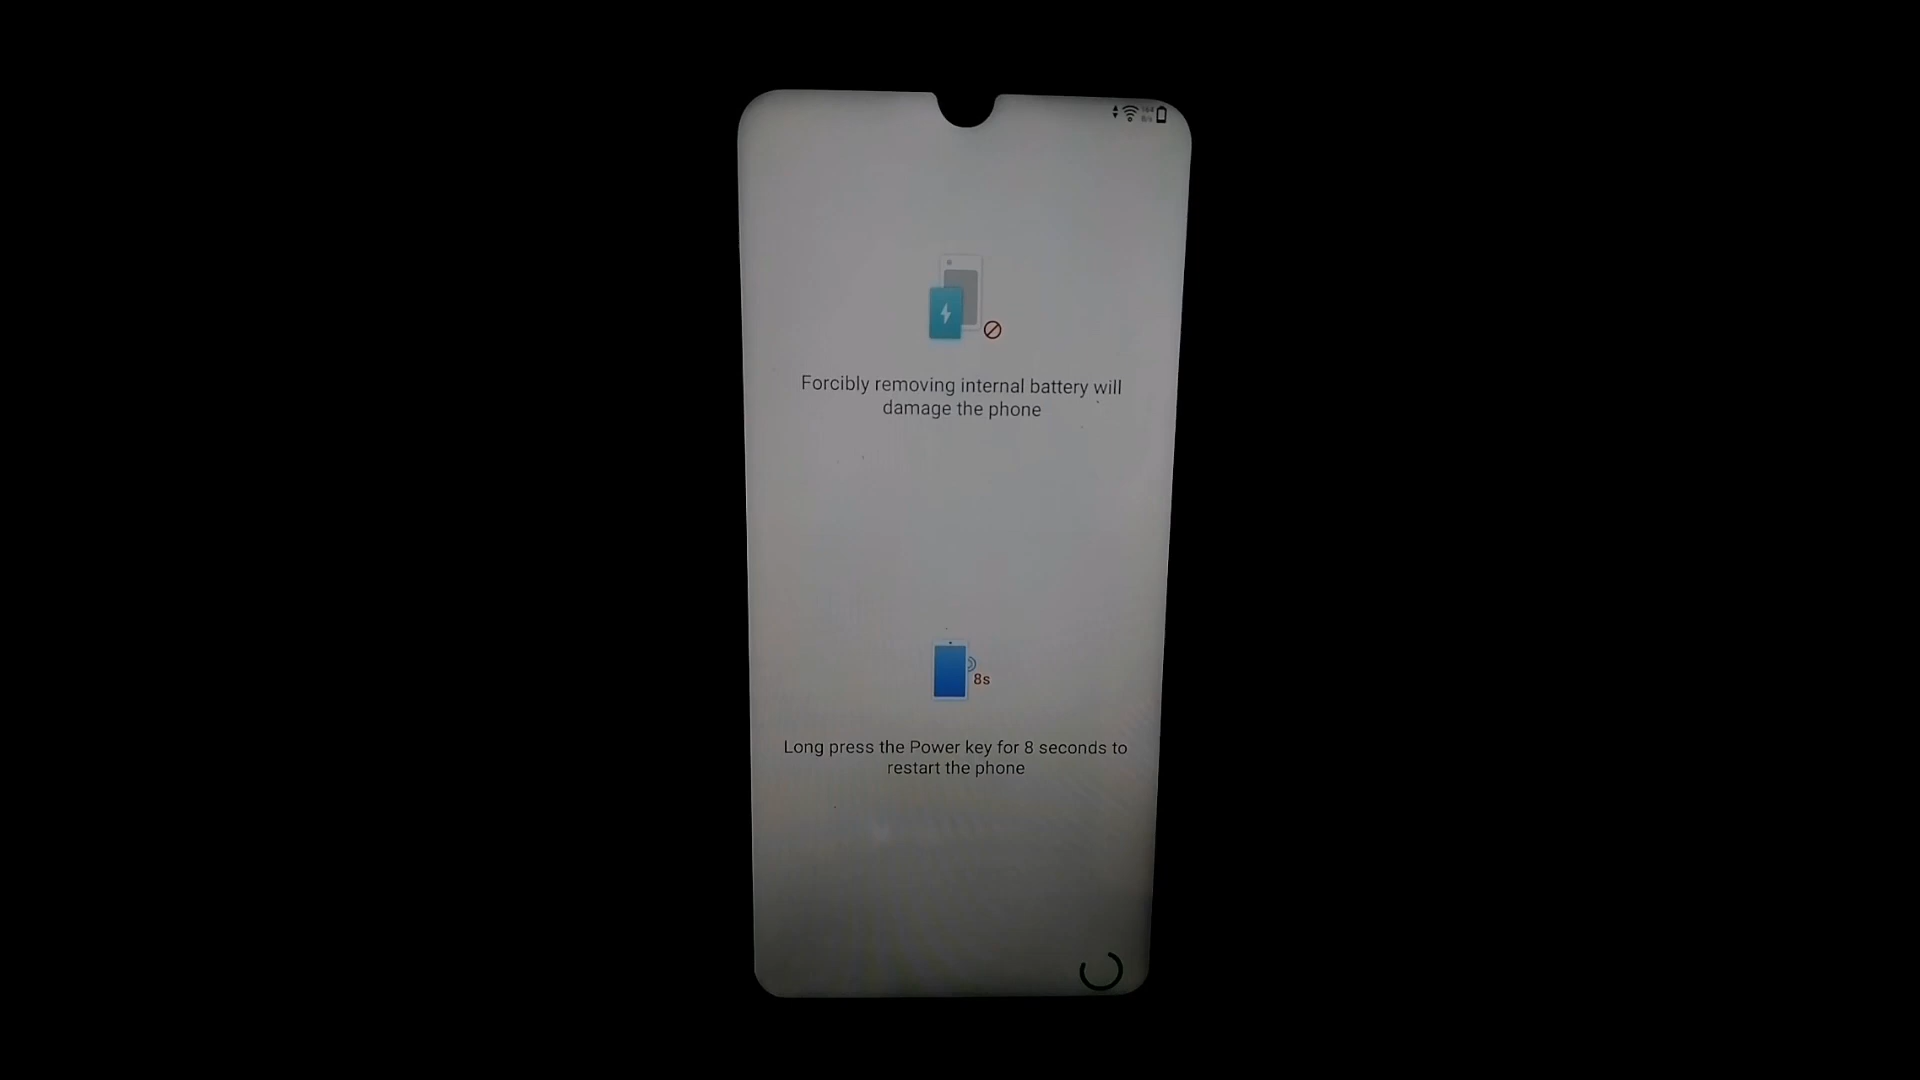 Forcibly removing internal battery will
damage the phone
8s
Long press the Power key for 8 seconds to
restart the phone